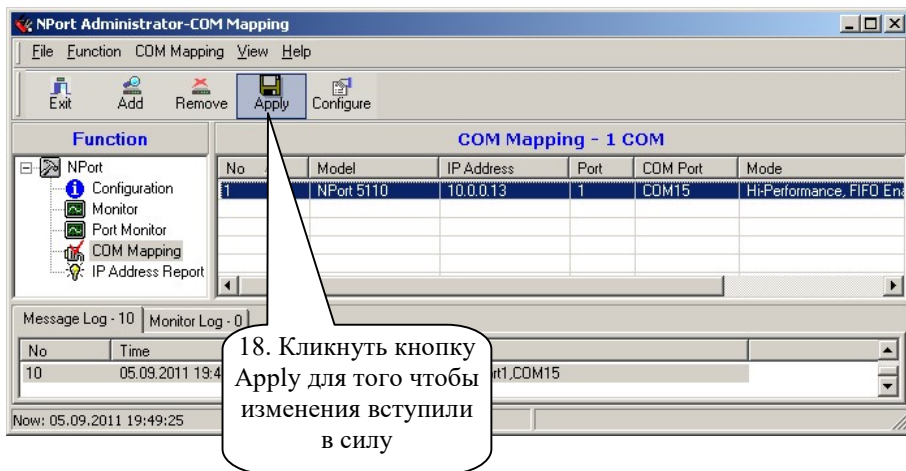 NPort Administrator-COM Mapping
File Function COM Mapping View Help
Exit Add Remove Apply Configure
Function
COM Mapping - 1 COM
NPort
Configuration
Monitor
Port Monitor
COM Mapping
IP Address Report
No Model IP Address Port COM Port Mode
1 NPort 5110 10.0.0.13 1 COM15 Hi-Performance, FIFO Ena
Message Log - 10 Monitor Log - 0
No Time
10 05.09.2011 19:4 rt1,COM15
18. Кликнуть кнопку
Apply для того чтобы
изменения вступили
в силу
Now: 05.09.2011 19:49:25